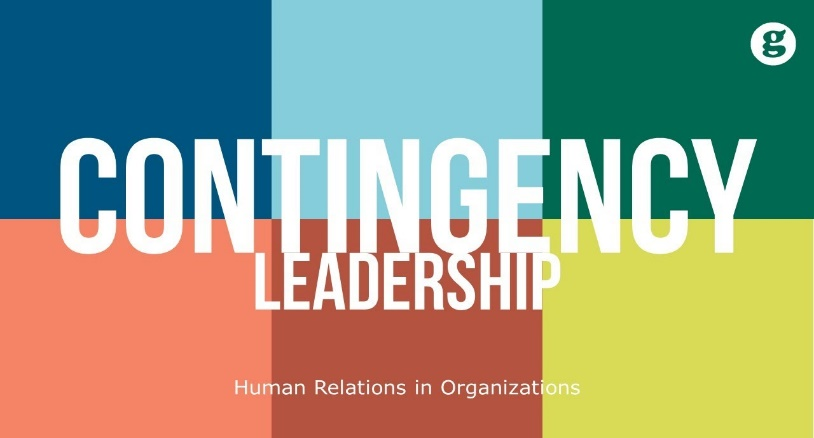 g
CONTINGENCY
LEADERSHIP
Human Relations in Organizations